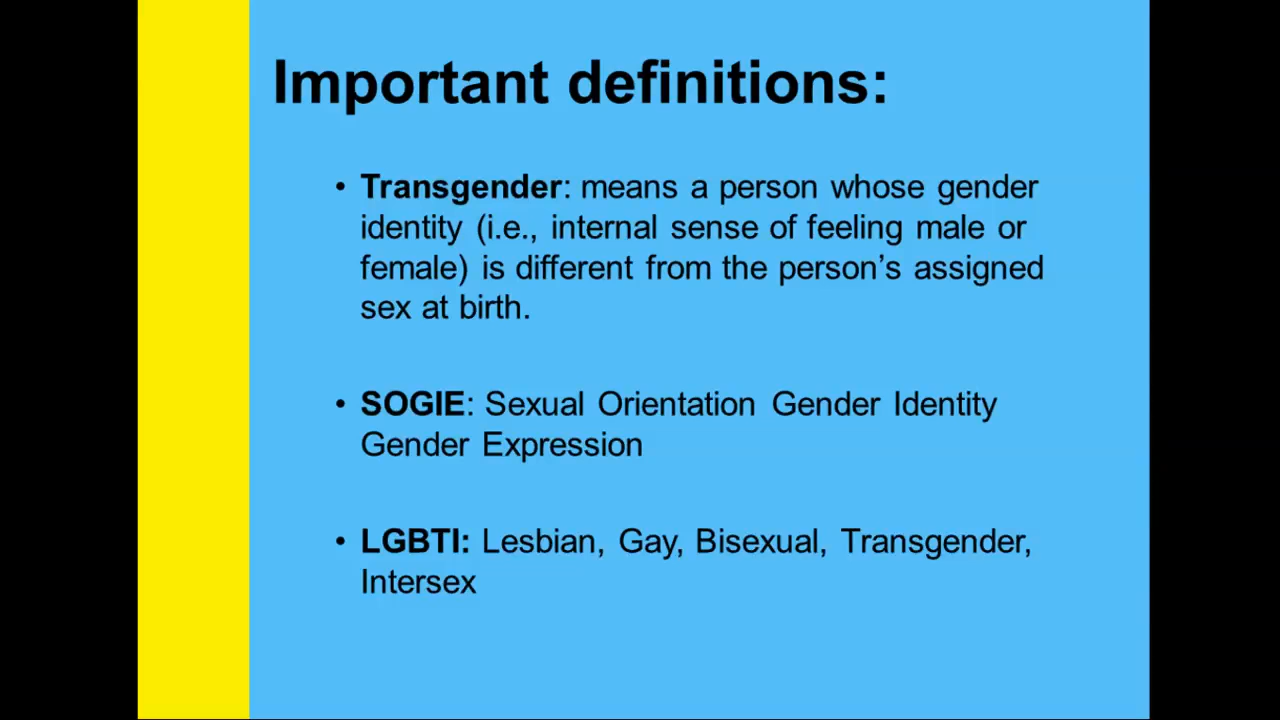 Important definitions:
• Transgender: means a person whose gender
identity (i.e., internal sense of feeling male or
female) is different from the person’s assigned
sex at birth.
• SOGIE: Sexual Orientation Gender Identity
Gender Expression
• LGBTI: Lesbian, Gay, Bisexual, Transgender,
Intersex